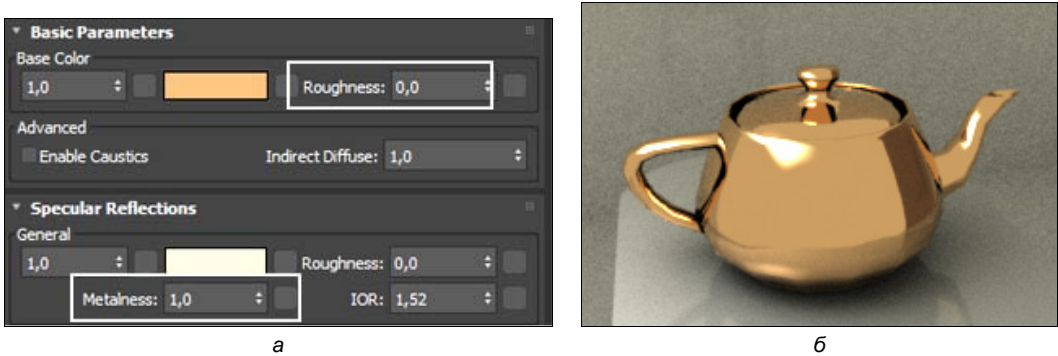 Basic Parameters
Base Color
1,0 Roughness: 0,0
Advanced
Enable Caustics Indirect Diffuse: 1,0
Specular Reflections
General
1,0 Roughness: 0,0
Metalness: 1,0 IOR: 1,52
а б